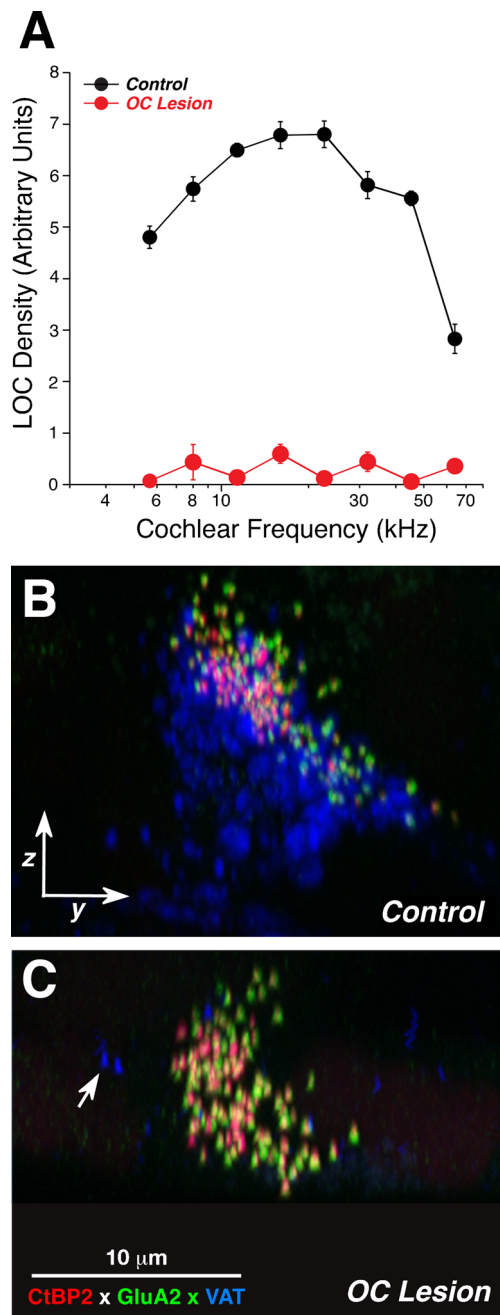 A
8
7
6
5
4
3
2
1
0
LOC Density (Arbitrary Units)
Control
OC Lesion
4 6 8 10 30 50 70
Cochlear Frequency (kHz)
B
z
y
Control
C
10 µm
CtBP2 x GluA2 x VAT
OC Lesion